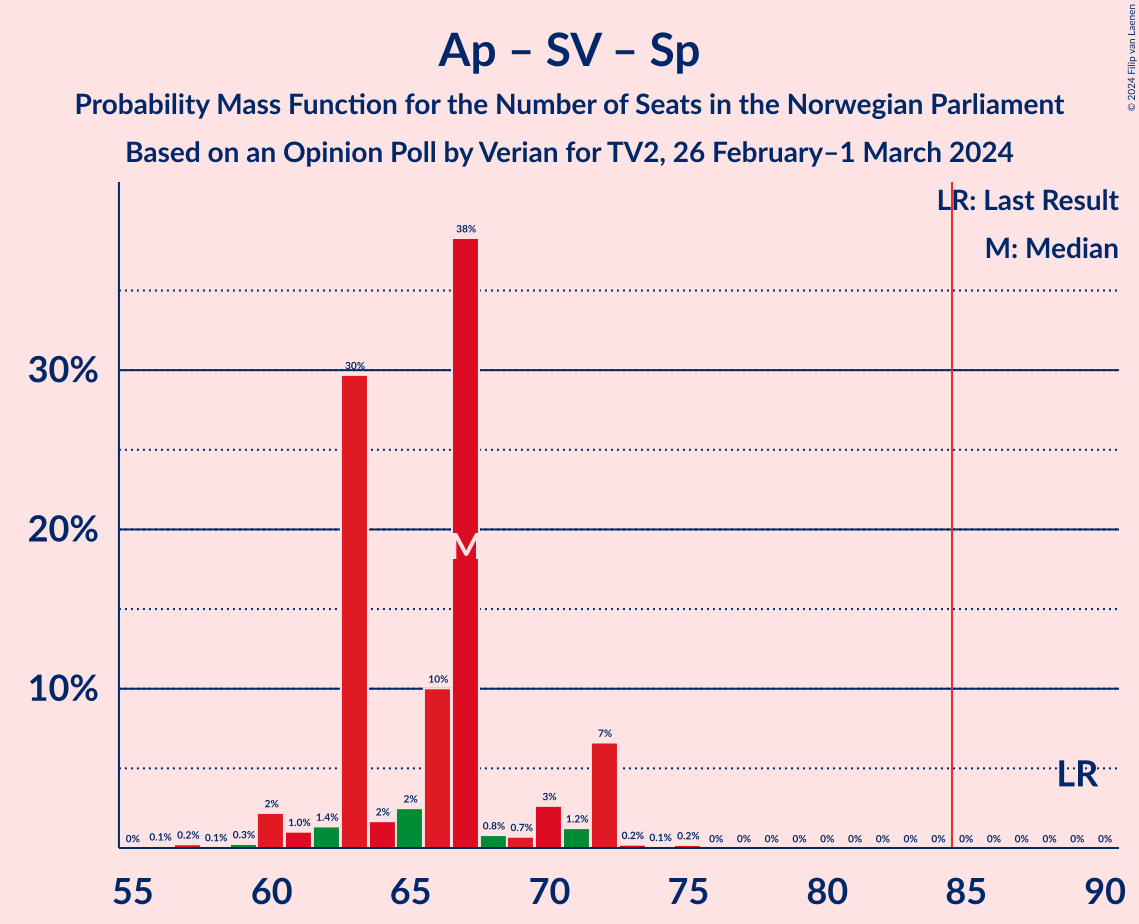 Ap – SV – Sp
Probability Mass Function for the Number of Seats in the Norwegian Parliament
Based on an Opinion Poll by Verian for TV2, 26 February–1 March 2024
© 2024 Filip van Laenen
LR: Last Result
M: Median
38%
30%
30%
20%
M
10%
10%
7%
LR
2% 1.0% 1.4% 2% 2% 0.8% 0.7% 3% 1.2%
0% 0.1% 0.2% 0.1% 0.3% 0.2% 0.1% 0.2% 0% 0% 0% 0% 0% 0% 0% 0% 0% 0% 0% 0% 0% 0% 0%
55 60 65 70 75 80 85 90